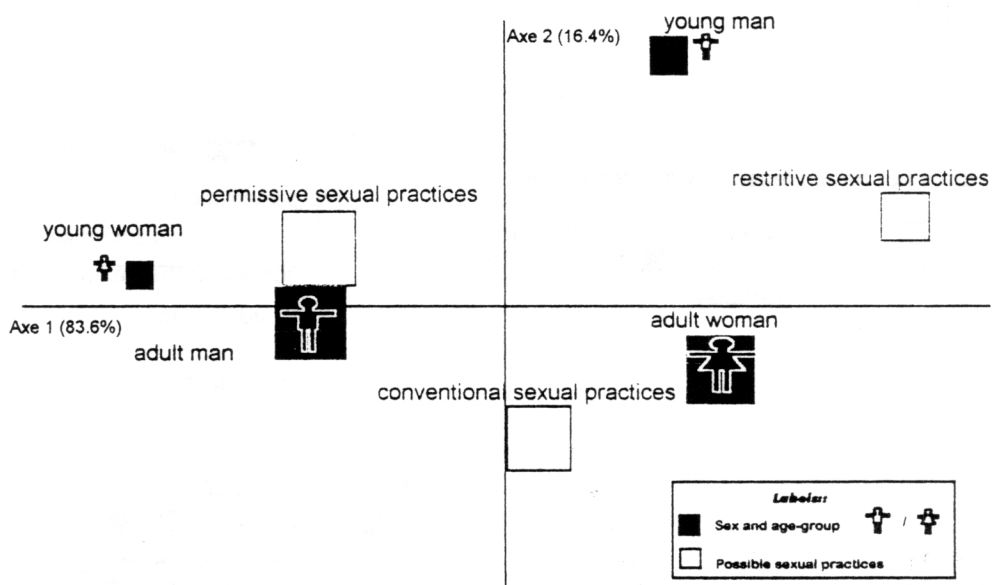 young man
Axe 2 (16.4%)
restritive sexual practices
permissive sexual practices
young woman
Axe 1 (83.6%)
adult man
adult woman
conventional sexual practices
Labels:
Sex and age-group /
Possible sexual practices